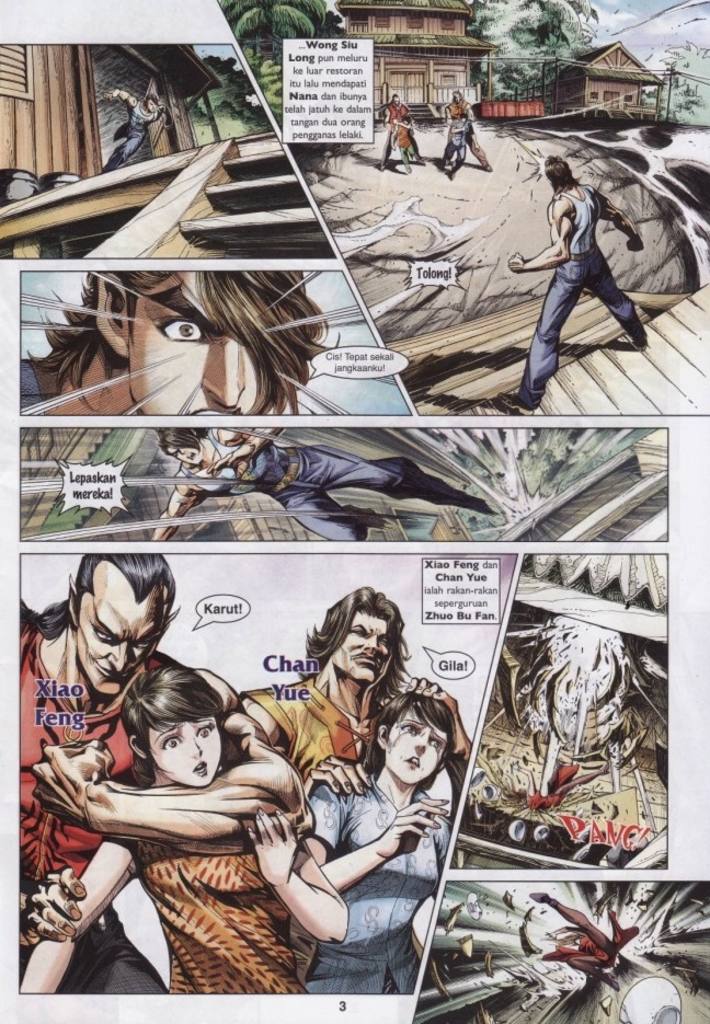 ...Wong Siu
Long pun meluru
ke luar restoran
itu lalu mendapati
Nana dan ibunya
telah jatuh ke dalam
tangan dua orang
pengganas lelaki.
Tolong!
Cis! Tepat sekali
jangkaanku!
Lepaskan
mereka!
Xiao Feng dan
Chan Yue
ialah rakan-rakan
seperguruan
Zhuo Bu Fan.
Karut!
Chan
Yue
Gila!
Xiao
Feng
PANG
3